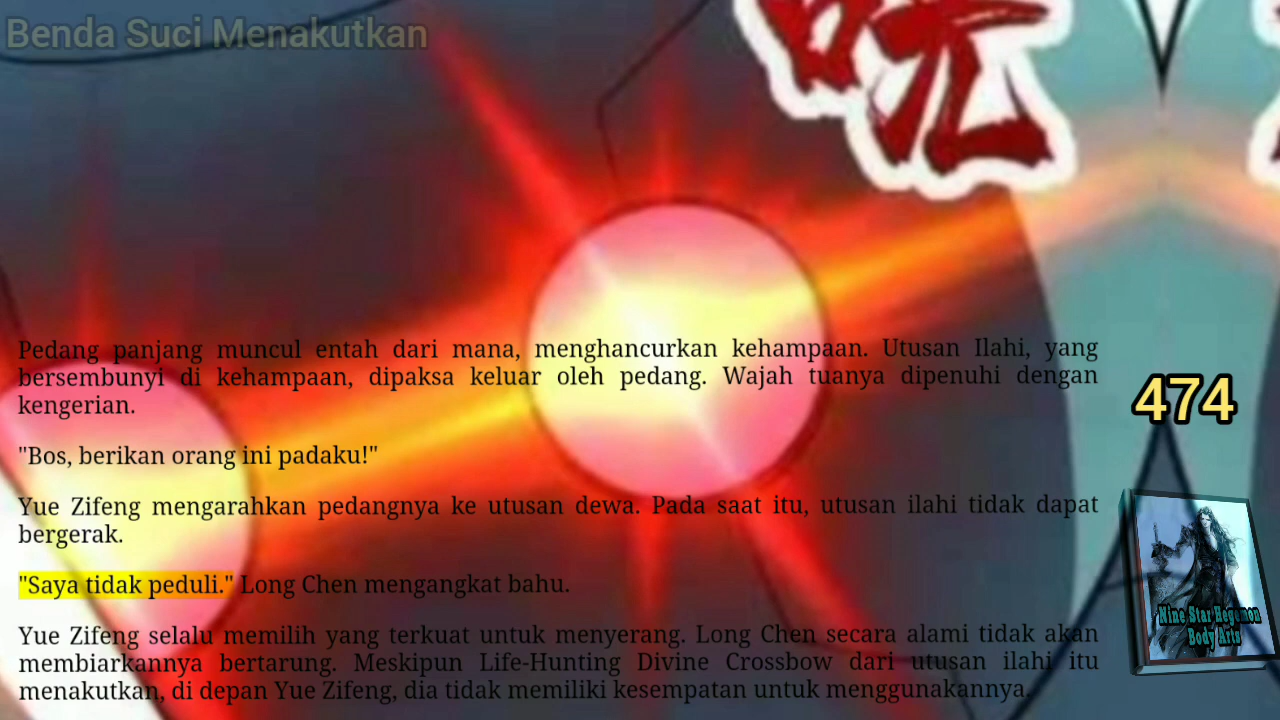 Benda Suci Menakutkan
Pedang panjang muncul entah dari mana, menghancurkan kehampaan. Utusan Ilahi, yang
bersembunyi di kehampaan, dipaksa keluar oleh pedang. Wajah tuanya dipenuhi dengan
kengerian.
"Bos, berikan orang ini padaku!"
Yue Zifeng mengarahkan pedangnya ke utusan dewa. Pada saat itu, utusan ilahi tidak dapat
bergerak.
"Saya tidak peduli." Long Chen mengangkat bahu.
Yue Zifeng selalu memilih yang terkuat untuk menyerang. Long Chen secara alami tidak akan
membiarkannya bertarung. Meskipun Life-Hunting Divine Crossbow dari utusan ilahi itu
menakutkan, di depan Yue Zifeng, dia tidak memiliki kesempatan untuk menggunakannya.
474
Nine Star Hegemon
Body Arts